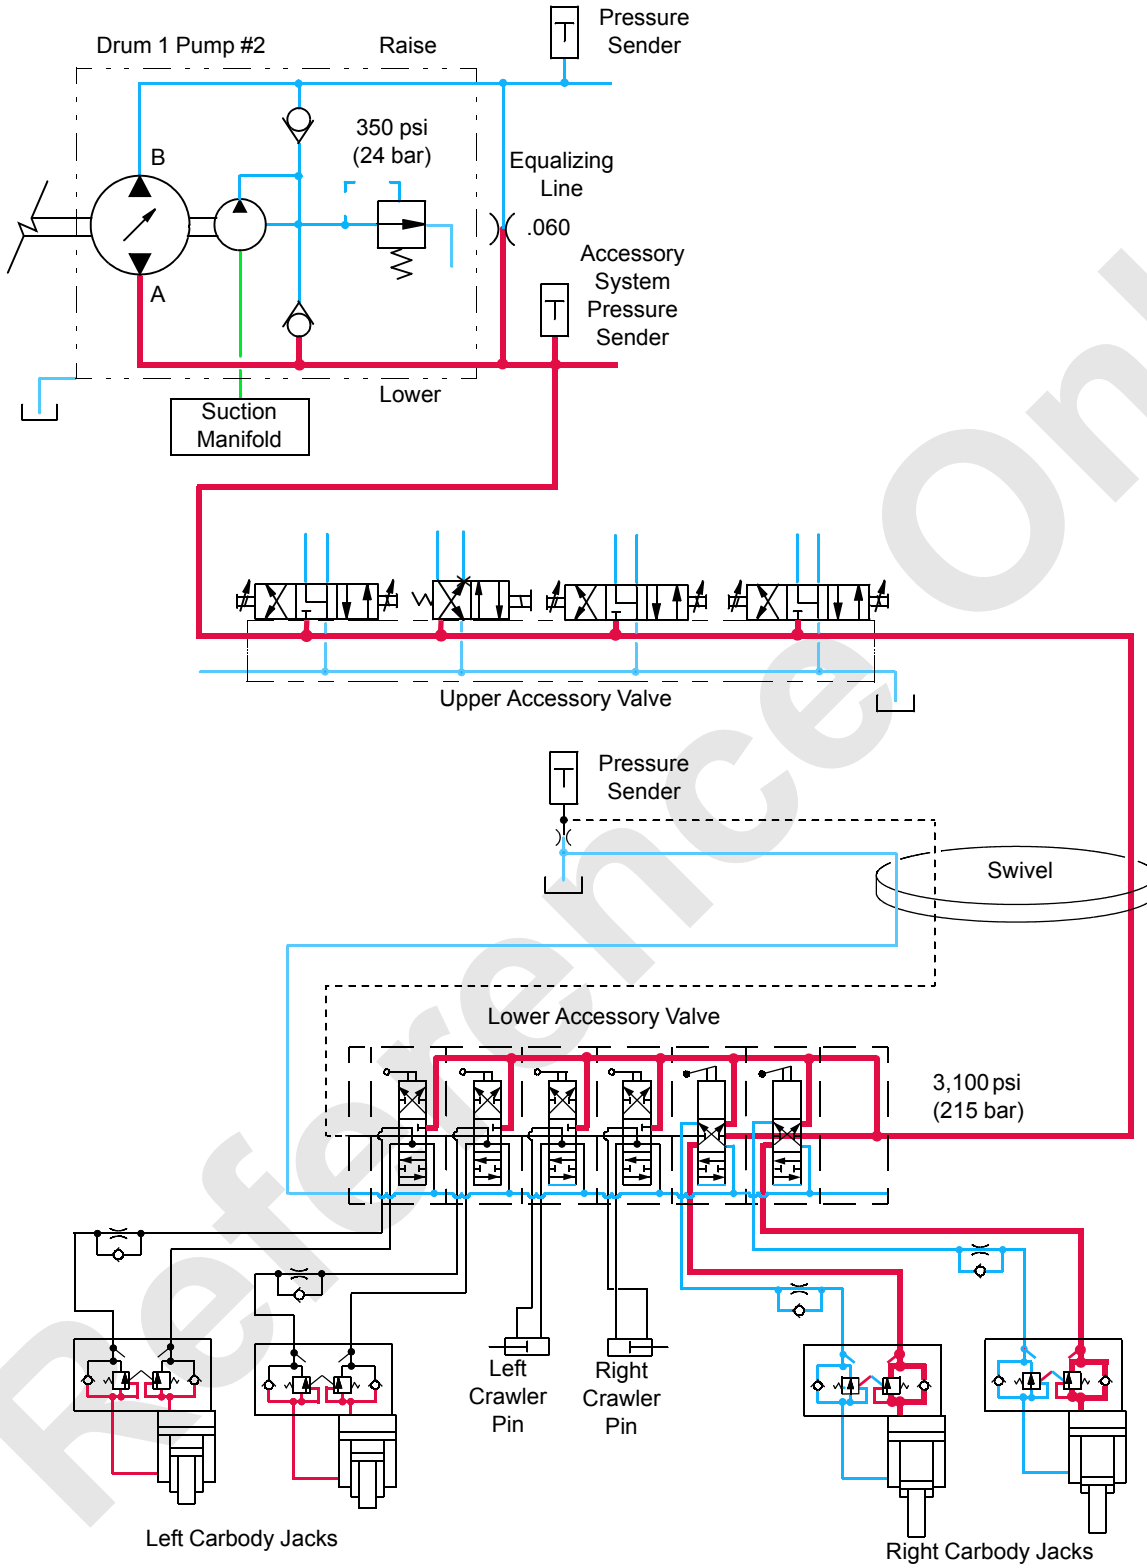 Pressure
Sender
Drum 1 Pump #2
Raise
350 psi
(24 bar)
B
Equalizing
Line
.060
Accessory
System
Pressure
Sender
A
Lower
Suction
Manifold
Upper Accessory Valve
Pressure
Sender
Swivel
Lower Accessory Valve
3,100 psi
(215 bar)
Left
Crawler
Pin
Right
Crawler
Pin
Left Carbody Jacks
Right Carbody Jacks
Reference Onl